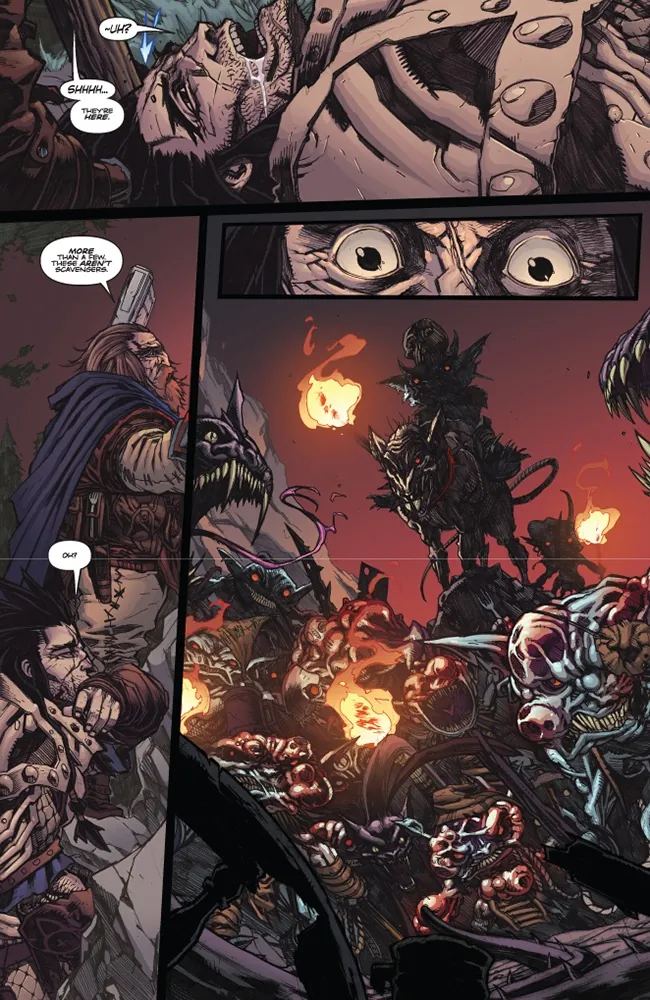 ~UH?
SHHHH...
THEY'RE
HERE.
MORE
THAN A FEW.
THESE AREN'T
SCAVENGERS.
OH?